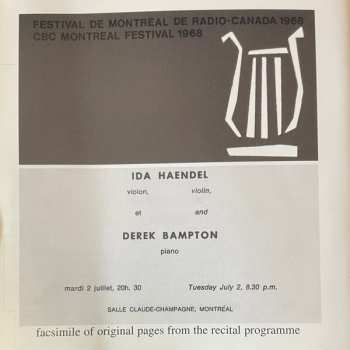 FESTIVAL DE MONTREAL DE RADIO-CANADA 1968
CBC MONTREAL FESTIVAL 1968
IDA HAENDEL
violon, violin,
et and
DEREK BAMPTON
piano
mardi 2 juillet, 20h. 30 Tuesday July 2, 8.30 p.m.
SALLE CLAUDE-CHAMPAGNE, MONTRÉAL
facsimile of original pages from the recital programme